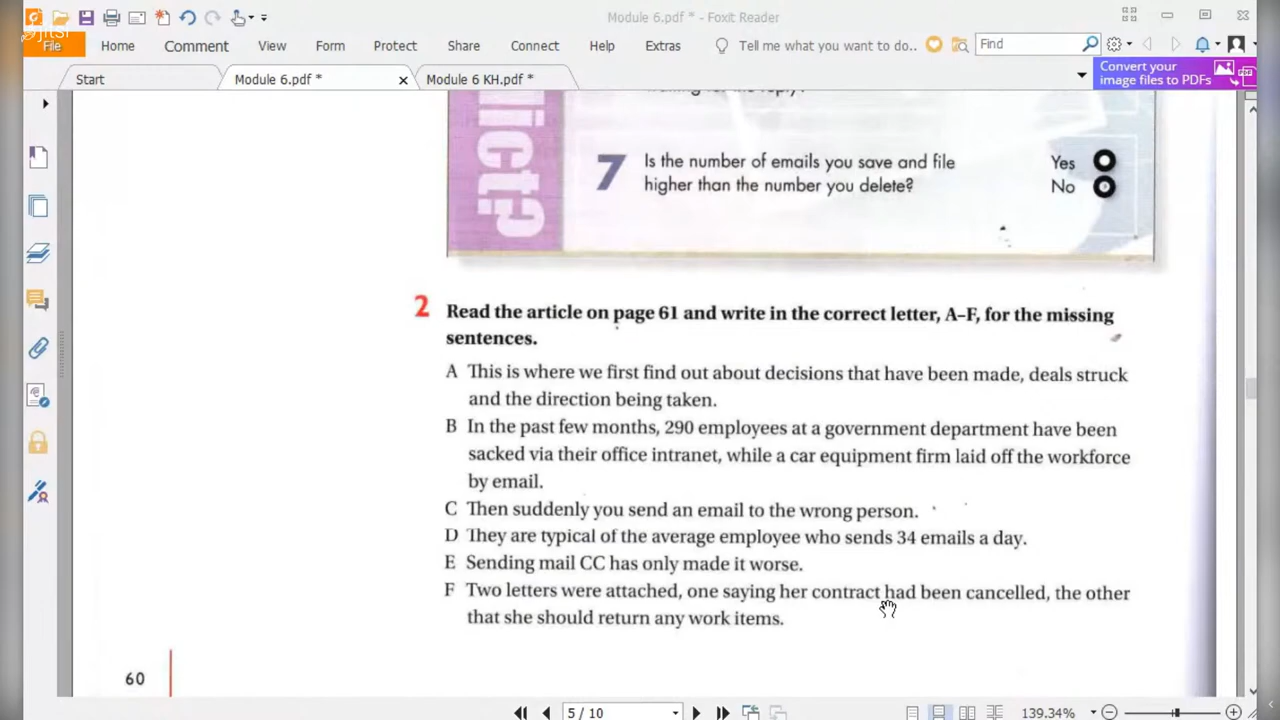 Module 6.pdf * - Foxit Reader
Jitsi
File Home Comment View Form Protect Share Connect Help Extras Tell me what you want to do.. Find
Start Module 6.pdf * Module 6 KH.pdf * Convert your
image files to PDFs
lict?
7 Is the number of emails you save and file Yes
higher than the number you delete? No
2 Read the article on page 61 and write in the correct letter, A–F, for the missing
sentences.
A This is where we first find out about decisions that have been made, deals struck
and the direction being taken.
B In the past few months, 290 employees at a government department have been
sacked via their office intranet, while a car equipment firm laid off the workforce
by email.
C Then suddenly you send an email to the wrong person.
D They are typical of the average employee who sends 34 emails a day.
E Sending mail CC has only made it worse.
F Two letters were attached, one saying her contract had been cancelled, the other
that she should return any work items.
60
5 / 10 139.34%